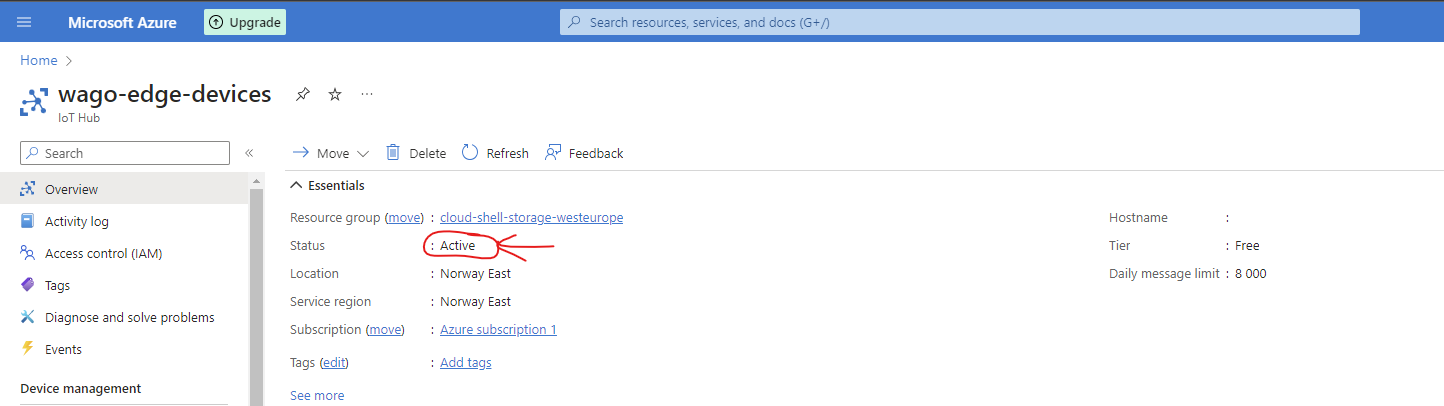 Microsoft Azure Upgrade Search resources, services, and docs (G+/)
Home >
wago-edge-devices ...
IoT Hub
Search «
Overview
Activity log
Access control (IAM)
Tags
Diagnose and solve problems
Events
Device management
Move Delete Refresh Feedback
Essentials
Resource group (move) : cloud-shell-storage-westeurope
Status : Active
Location : Norway East
Service region : Norway East
Subscription (move) : Azure subscription 1
Tags (edit) : Add tags
See more
Hostname :
Tier : Free
Daily message limit : 8 000